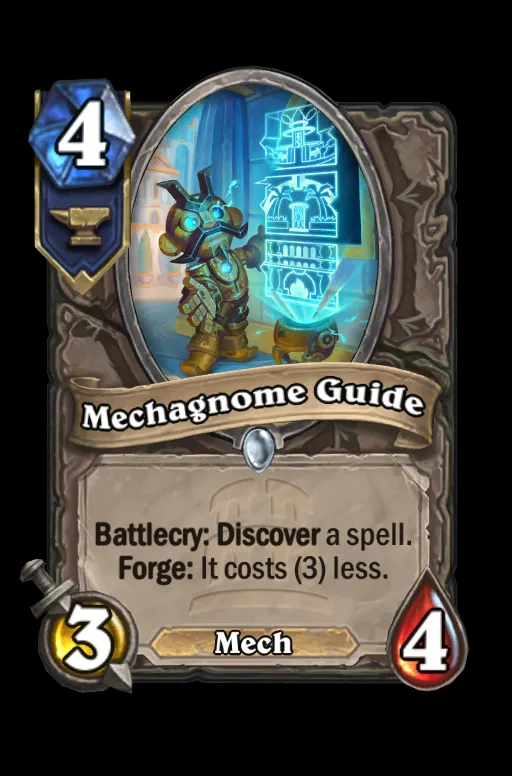 4
Mechagnome Guide
Battlecry: Discover a spell.
Forge: It costs (3) less.
3
Mech
4